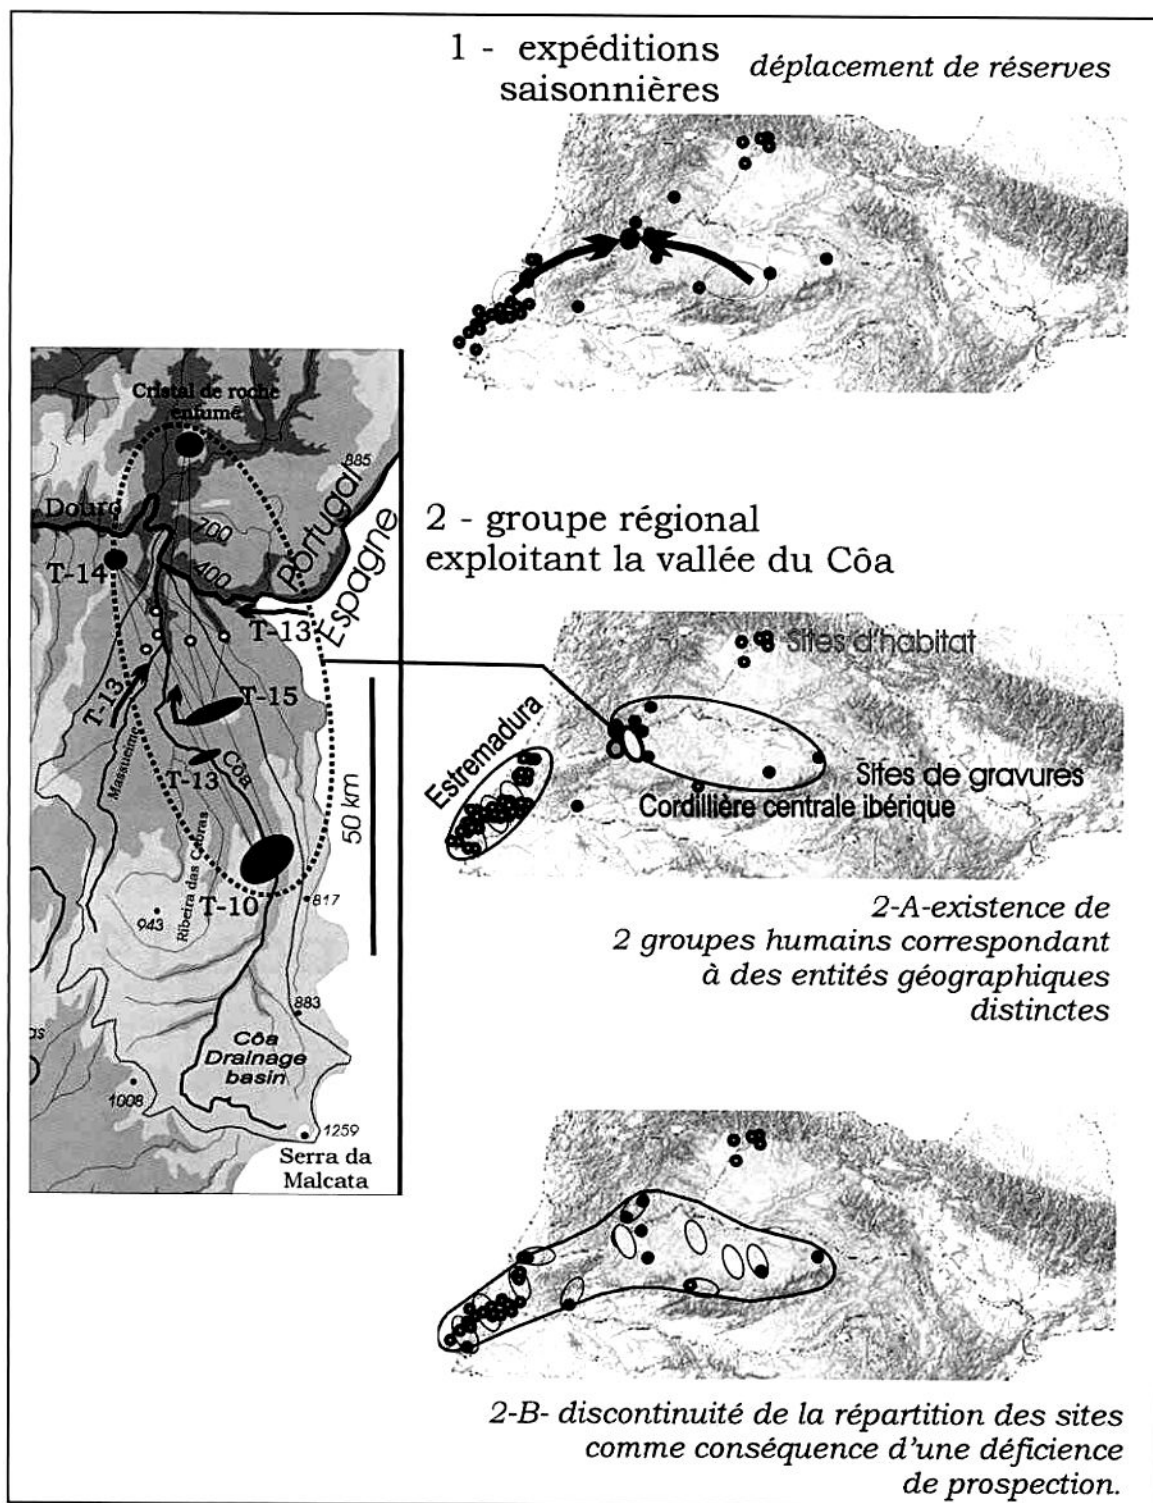 1 - expéditions
saisonnières
déplacement de réserves
Cristal de roche
enfumé
885
Douro
700
400
Portugal
Espagne
T-14
T-13
T-13
T-15
Massueime
T-13
Côa
Ribeira das Cabras
50 km
T-10
817
943
883
as
Côa
Drainage
basin
1008
1259
Serra da
Malcata
2 - groupe régional
exploitant la vallée du Côa
Sites d'habitat
Estremadura
Sites de gravures
Cordillière centrale ibérique
2-A-existence de
2 groupes humains correspondant
à des entités géographiques
distinctes
2-B- discontinuité de la répartition des sites
comme conséquence d'une déficience
de prospection.